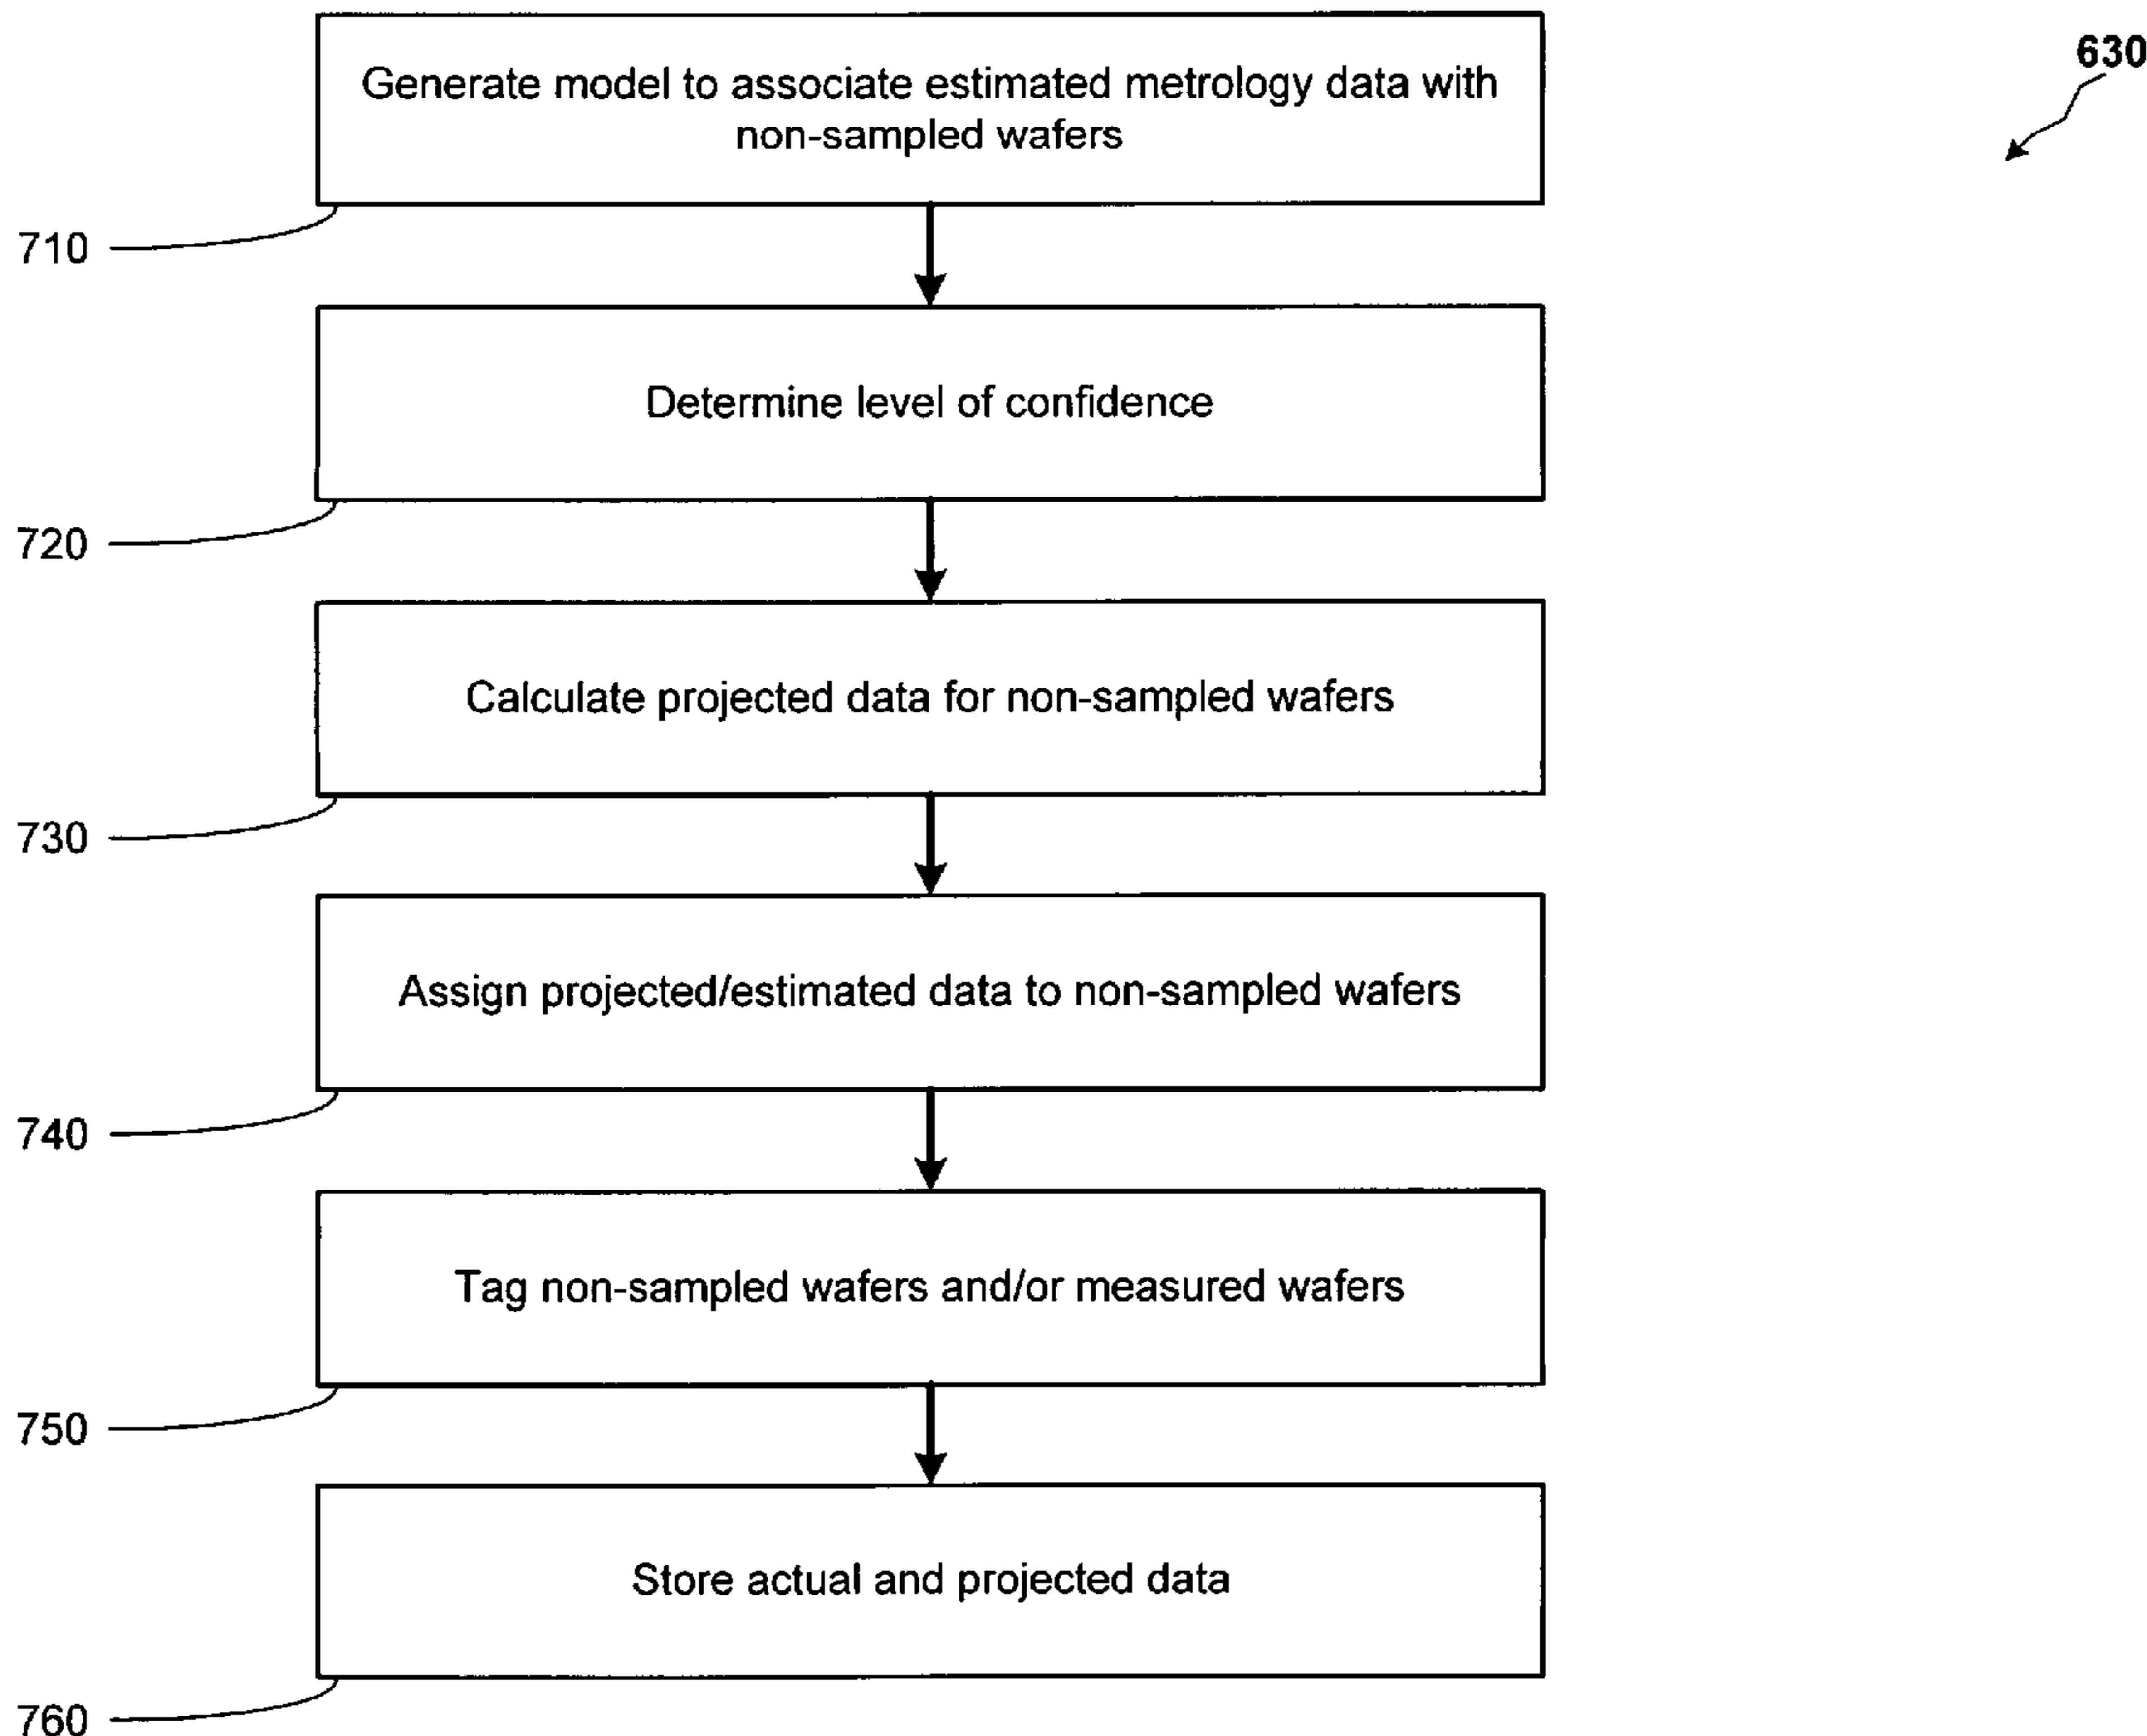 630
Generate model to associate estimated metrology data with
non-sampled wafers
710
Determine level of confidence
720
Calculate projected data for non-sampled wafers
730
Assign projected/estimated data to non-sampled wafers
740
Tag non-sampled wafers and/or measured wafers
750
Store actual and projected data
760